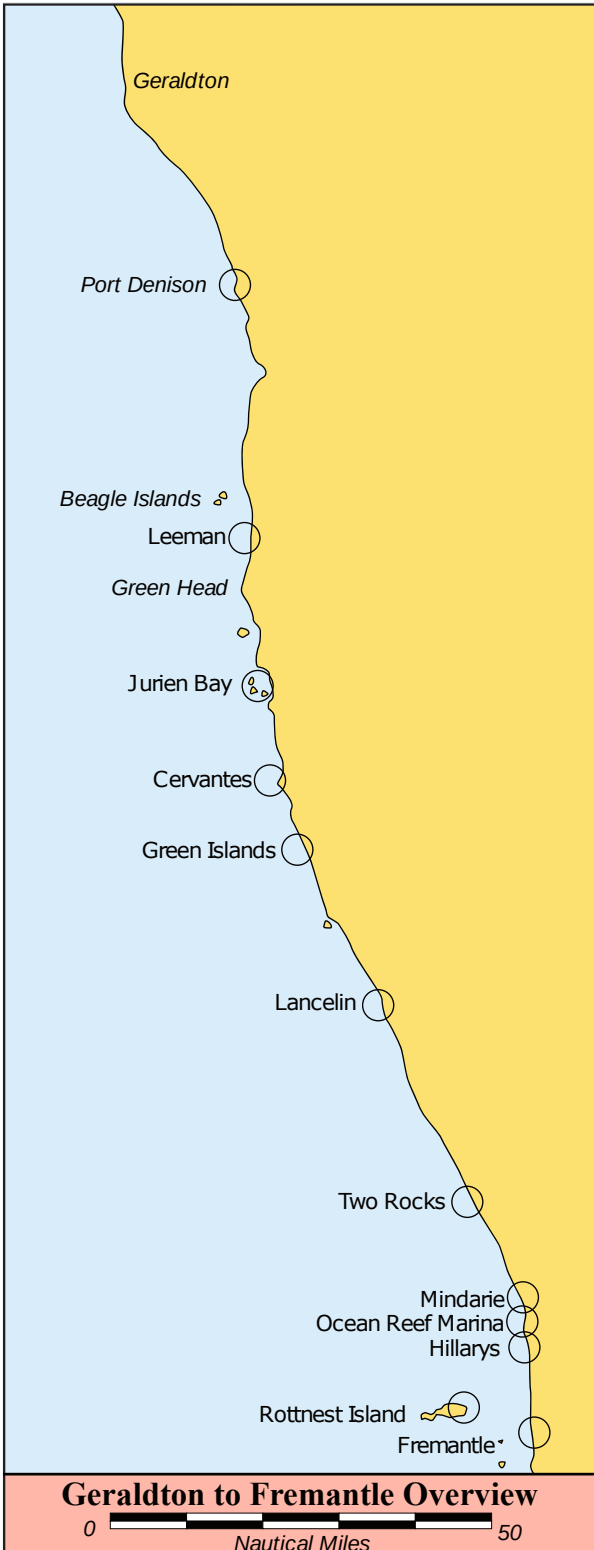 Geraldton
Port Denison
Beagle Islands
Leeman
Green Head
Jurien Bay
Cervantes
Green Islands
Lancelin
Two Rocks
Mindarie
Ocean Reef Marina
Hillarys
Rottnest Island
Fremantle
Geraldton to Fremantle Overview
0 50
Nautical Miles